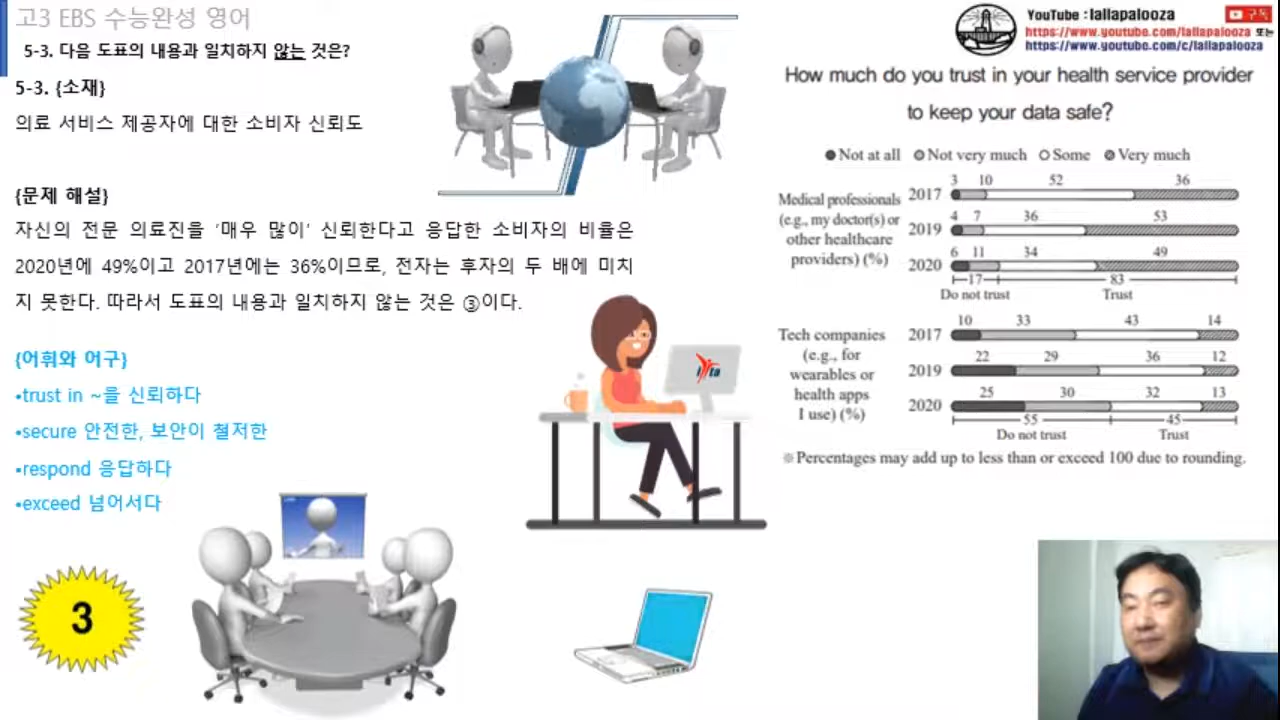 고3 EBS 수능완성 영어
5-3. 다음 도표의 내용과 일치하지 않는 것은?
5-3. {소재}
의료 서비스 제공자에 대한 소비자 신뢰도
{문제 해설}
자신의 전문 의료진을 ‘매우 많이’ 신뢰한다고 응답한 소비자의 비율은
2020년에 49%이고 2017년에는 36%이므로, 전자는 후자의 두 배에 미치
지 못한다. 따라서 도표의 내용과 일치하지 않는 것은 ③이다.
{어휘와 어구}
•trust in ~을 신뢰하다
•secure 안전한, 보안이 철저한
•respond 응답하다
•exceed 넘어서다
3
YouTube : lallapalooza
구독
https://www.youtube.com/lallapalooza 또는
https://www.youtube.com/c/lallapalooza
How much do you trust in your health service provider
to keep your data safe?
Not at all Not very much Some Very much
3 10 52 36
Medical professionals 2017
4 7 36 53
(e.g., my doctor(s) or 2019
other healthcare
6 11 34 49
providers) (%) 2020
17 83
Do not trust Trust
10 33 43 14
Tech companies 2017
(e.g., for
22 29 36 12
wearables or 2019
health apps
25 30 32 13
I use) (%) 2020
55 45
Do not trust Trust
※Percentages may add up to less than or exceed 100 due to rounding.